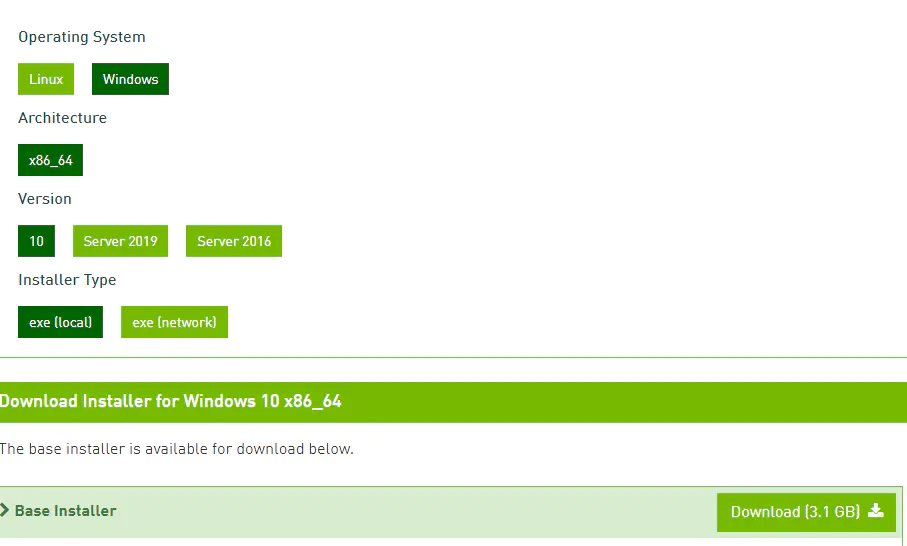 Operating System
Linux Windows
Architecture
x86_64
Version
10 Server 2019 Server 2016
Installer Type
exe (local) exe (network)
Download Installer for Windows 10 x86_64
The base installer is available for download below.
Base Installer Download (3.1 GB)